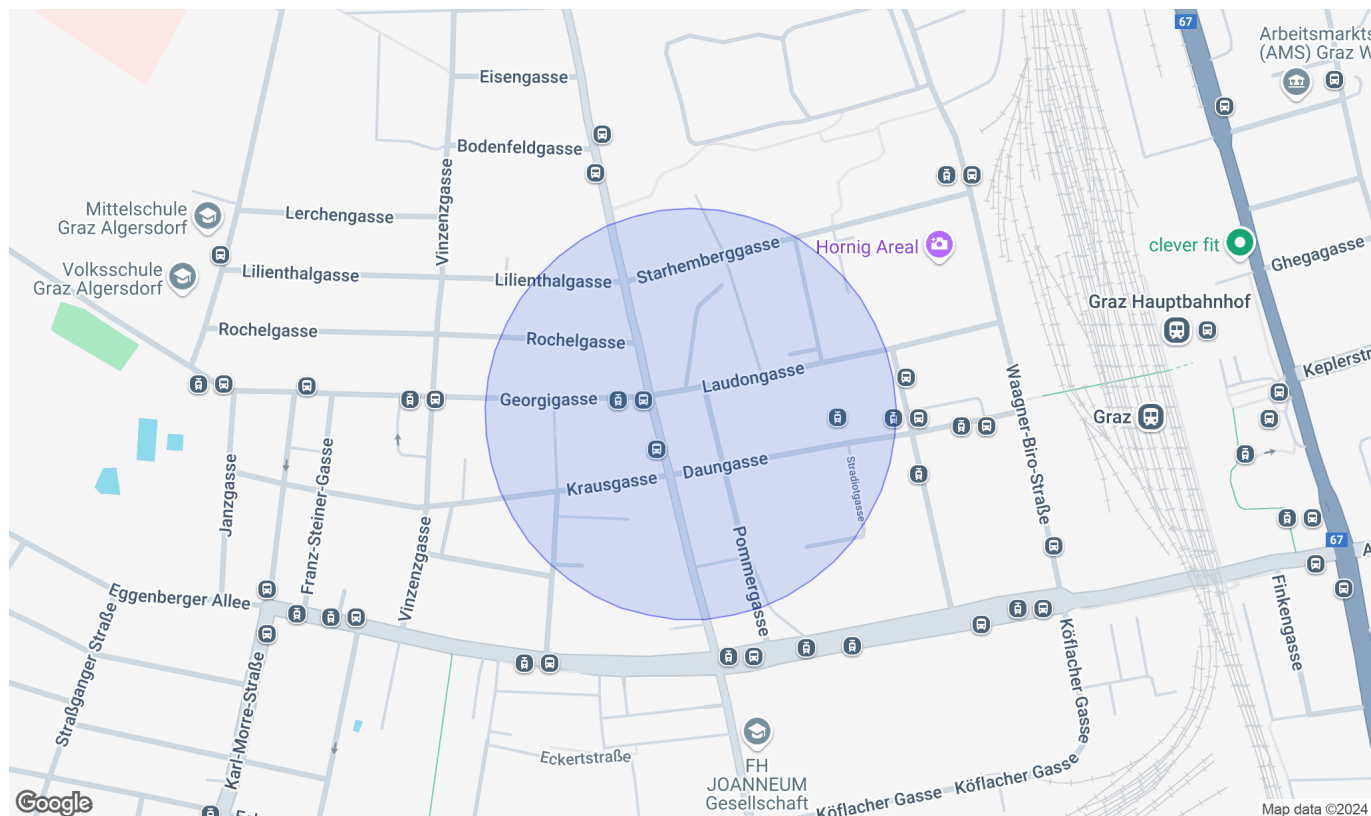 67
Arbeitsmarkts
(AMS) Graz W
Eisengasse
Bodenfeldgasse
Vinzenzgasse
Mittelschule
Graz Algersdorf
Lerchengasse
Volksschule
Graz Algersdorf
Lilienthalgasse
Lilienthalgasse
Starhemberggasse
Hornig Areal
clever fit
Ghegagasse
Graz Hauptbahnhof
Rochelgasse
Rochelgasse
Laudongasse
Waagner-Biro-Straße
Keplerstr
Georgigasse
Graz
Janzgasse
Franz-Steiner-Gasse
Krausgasse
Daungasse
Stradiotgasse
Vinzenzgasse
Pommergasse
67
A
Eggenberger Allee
Straßganger Straße
Karl-Morre-Straße
Finkengasse
Köflacher Gasse
Eckertstraße
FH
JOANNEUM
Gesellschaft
Köflacher Gasse
Köflacher Gasse
Google
Map data ©2024